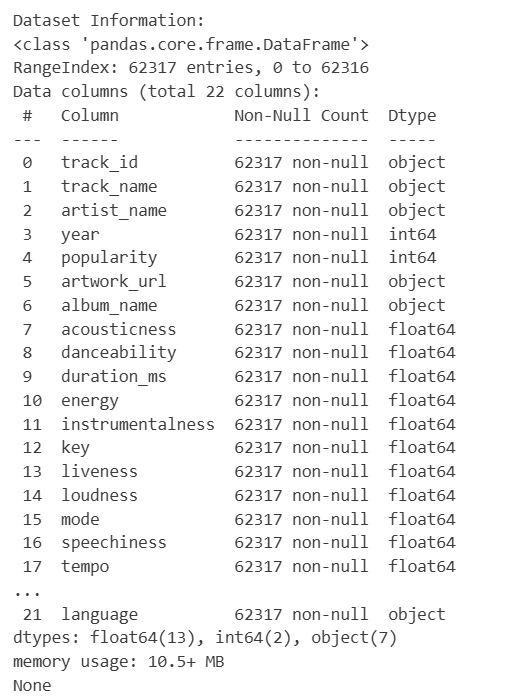 Dataset Information:
<class 'pandas.core.frame.DataFrame'>
RangeIndex: 62317 entries, 0 to 62316
Data columns (total 22 columns):
 #   Column            Non-Null Count  Dtype
---  ------            --------------  -----
 0   track_id          62317 non-null  object
 1   track_name        62317 non-null  object
 2   artist_name       62317 non-null  object
 3   year              62317 non-null  int64
 4   popularity        62317 non-null  int64
 5   artwork_url       62317 non-null  object
 6   album_name        62317 non-null  object
 7   acousticness      62317 non-null  float64
 8   danceability      62317 non-null  float64
 9   duration_ms       62317 non-null  float64
 10  energy            62317 non-null  float64
 11  instrumentalness  62317 non-null  float64
 12  key               62317 non-null  float64
 13  liveness          62317 non-null  float64
 14  loudness          62317 non-null  float64
 15  mode              62317 non-null  float64
 16  speechiness       62317 non-null  float64
 17  tempo             62317 non-null  float64
...
 21  language          62317 non-null  object
dtypes: float64(13), int64(2), object(7)
memory usage: 10.5+ MB
None